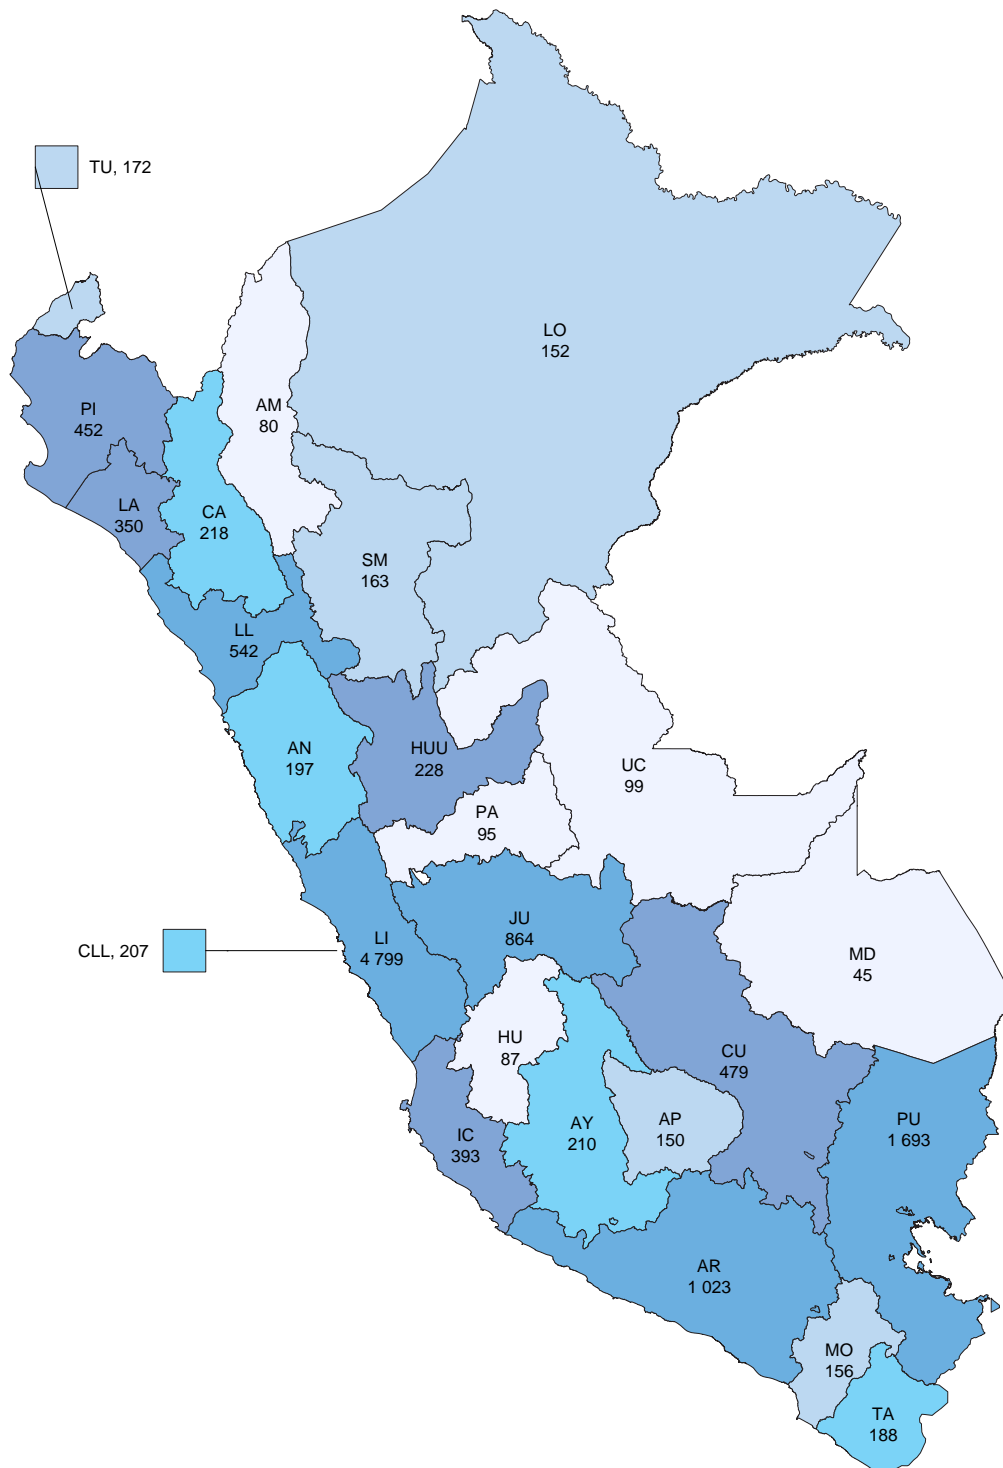 TU, 172
LO
152
AM
80
PI
452
LA
350
CA
218
SM
163
LL
542
AN
197
HUU
228
UC
99
PA
95
JU
864
LI
4 799
CLL, 207
MD
45
HU
87
CU
479
AY
210
AP
150
PU
1 693
IC
393
AR
1 023
MO
156
TA
188